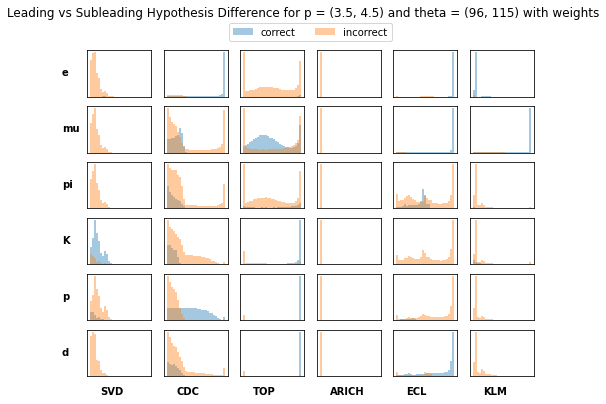 Leading vs Subleading Hypothesis Difference for p = (3.5, 4.5) and theta = (96, 115) with weights
correct incorrect
e
mu
pi
K
p
d
SVD CDC TOP ARICH ECL KLM